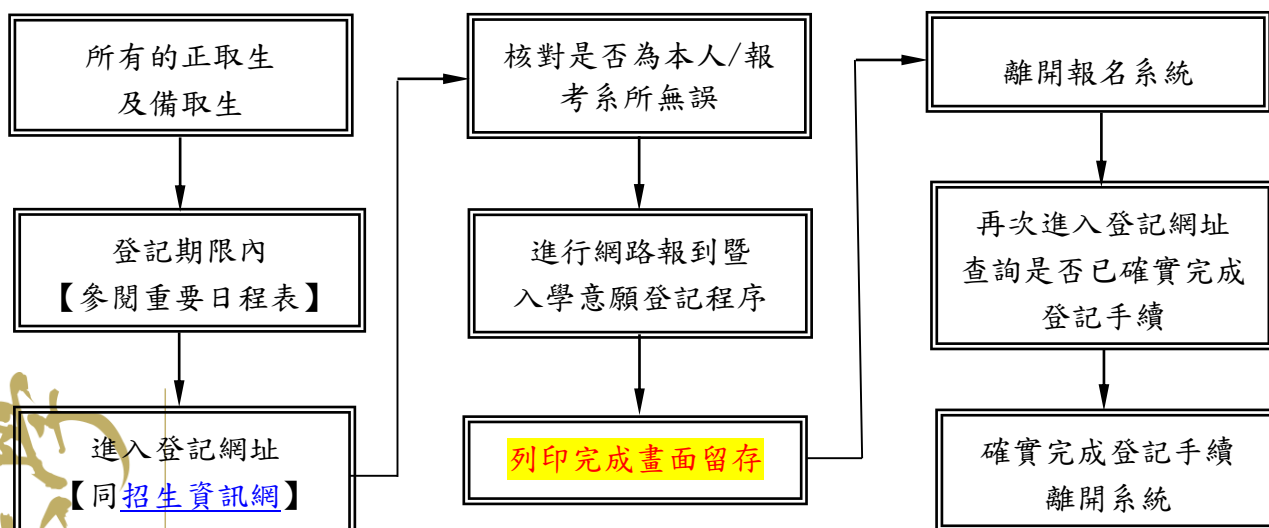 所有的正取生
及備取生
登記期限內
【參閱重要日程表】
進入登記網址
【同招生資訊網】
核對是否為本人/報
考系所無誤
進行網路報到暨
入學意願登記程序
列印完成畫面留存
離開報名系統
再次進入登記網址
查詢是否已確實完成
登記手續
確實完成登記手續
離開系統